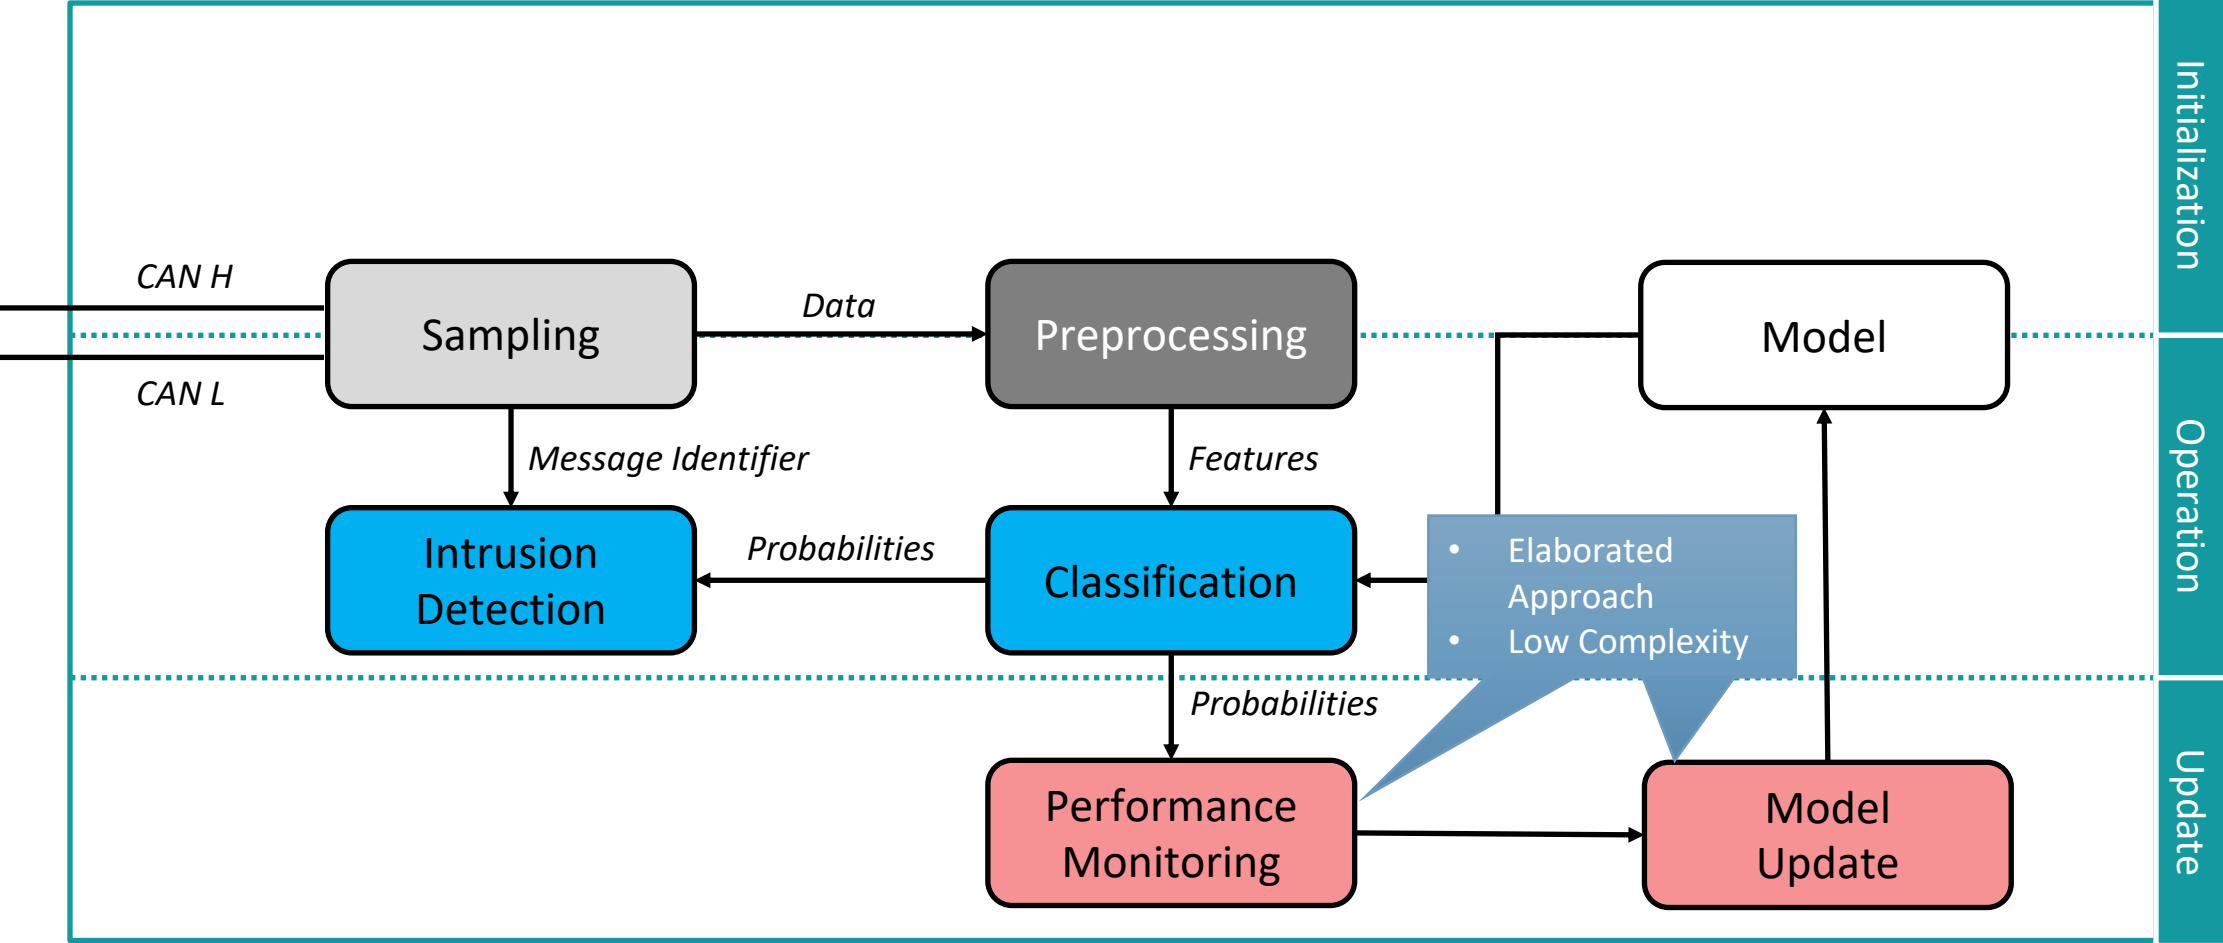 Initialization
CAN H
Sampling
Data
Preprocessing
Model
CAN L
Message Identifier
Features
Operation
Intrusion
Detection
Probabilities
Classification
• Elaborated
Approach
• Low Complexity
Probabilities
Performance
Monitoring
Model
Update
Update